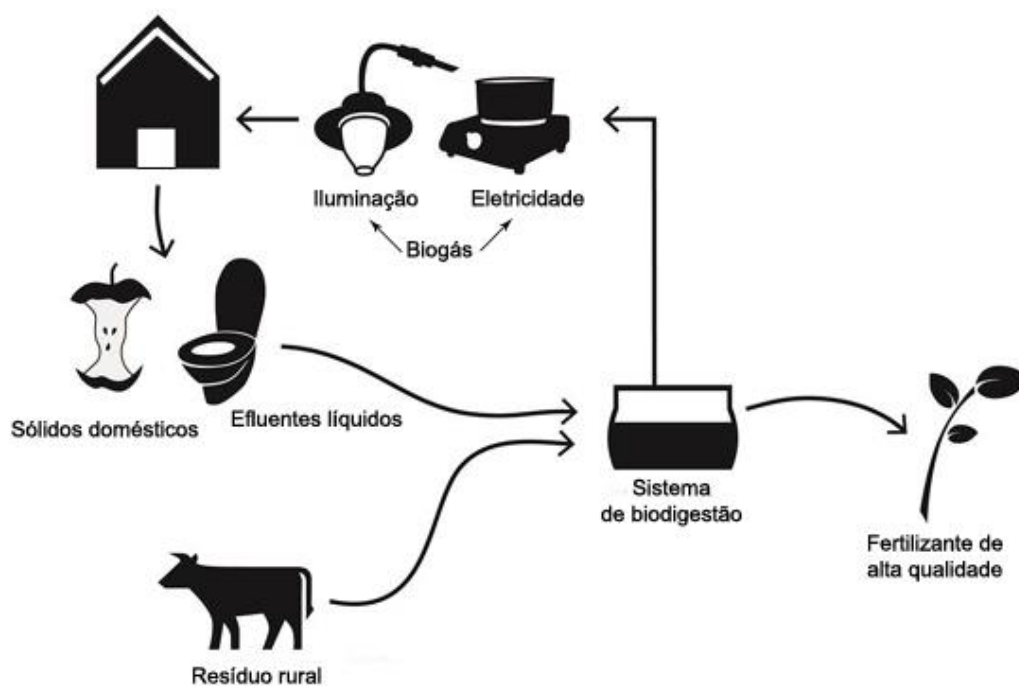 Iluminação
Eletricidade
Biogás
Sólidos domésticos
Efluentes líquidos
Sistema
de biodigestão
Fertilizante de
alta qualidade
Resíduo rural